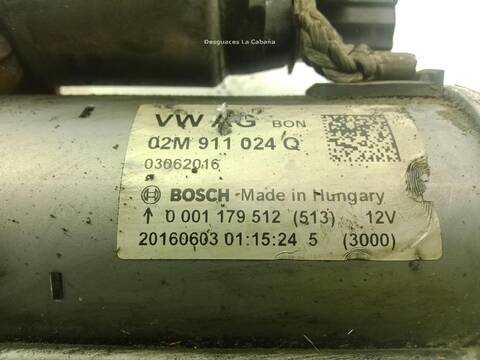 Desguaces La Cabaña
VW AG BON
02M 911 024 Q
03062016
BOSCH Made in Hungary
↑ 0 001 179 512 (513) 12V
20160603 01:15:24 5 (3000)